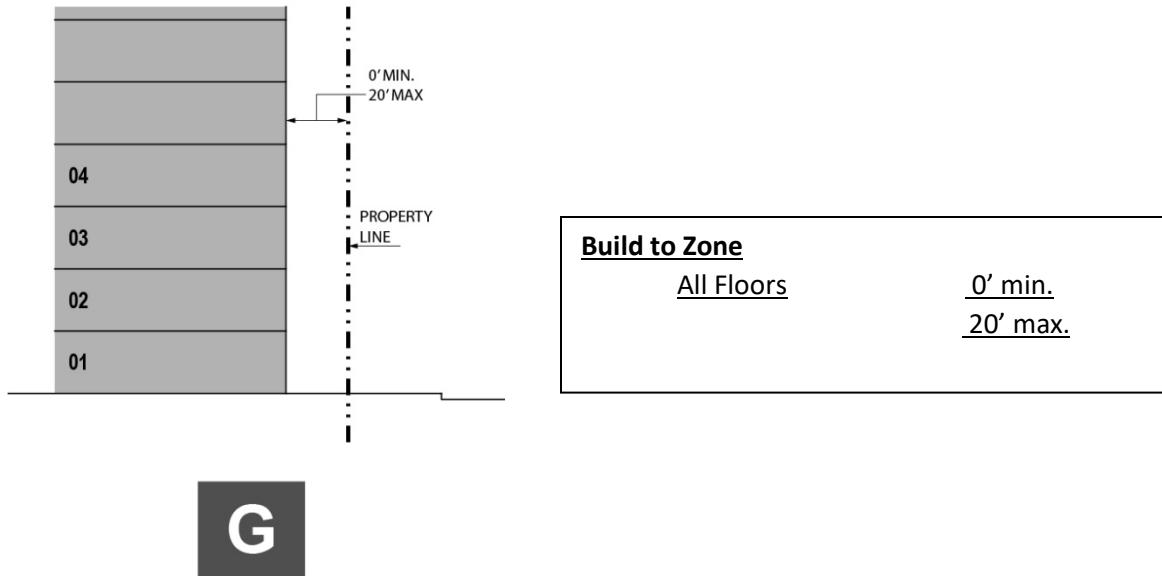 0' MIN.
20' MAX
04
PROPERTY
LINE
03
02
01
Build to Zone
All Floors 0’ min.
20’ max.
G